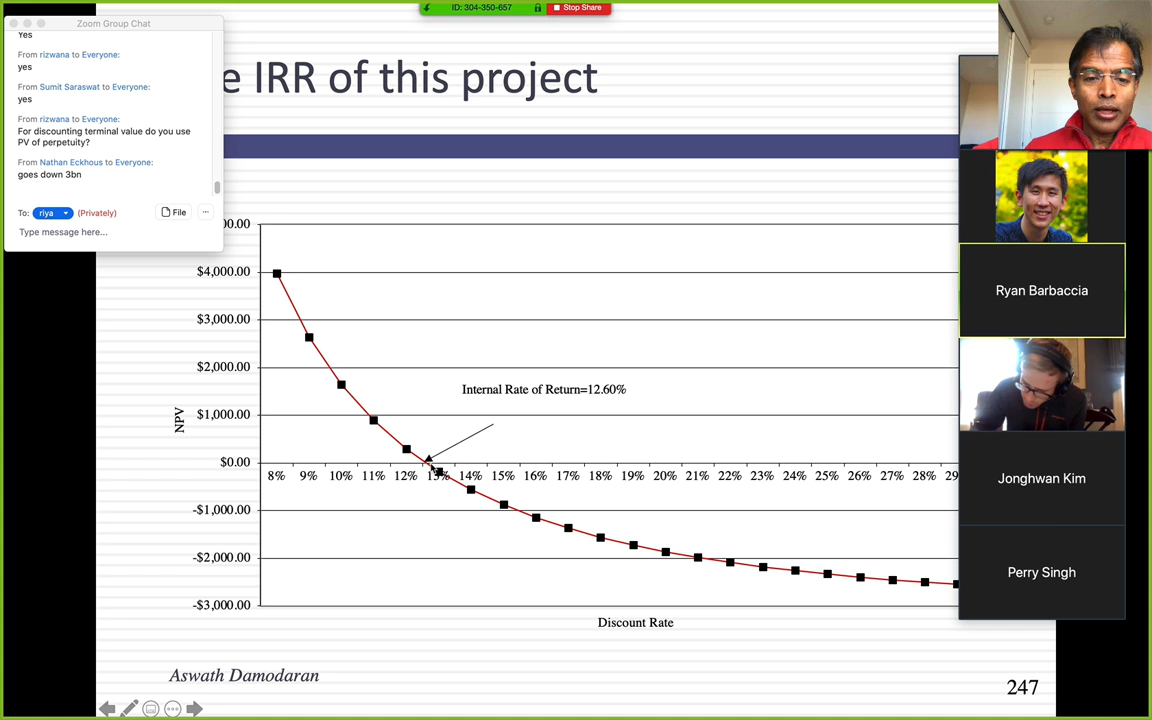 ID: 304-350-657
Stop Share
Zoom Group Chat
Yes
From rizwana to Everyone:
yes
From Sumit Saraswat to Everyone:
yes
From rizwana to Everyone:
For discounting terminal value do you use
PV of perpetuity?
From Nathan Eckhous to Everyone:
goes down 3bn
To: riya (Privately) File ...
Type message here...
e IRR of this project
00.00
$4,000.00
$3,000.00
$2,000.00
$1,000.00
$0.00
-$1,000.00
-$2,000.00
-$3,000.00
NPV
Internal Rate of Return=12.60%
8% 9% 10% 11% 12% 13% 14% 15% 16% 17% 18% 19% 20% 21% 22% 23% 24% 25% 26% 27% 28% 29
Discount Rate
Aswath Damodaran
247
Ryan Barbaccia
Jonghwan Kim
Perry Singh